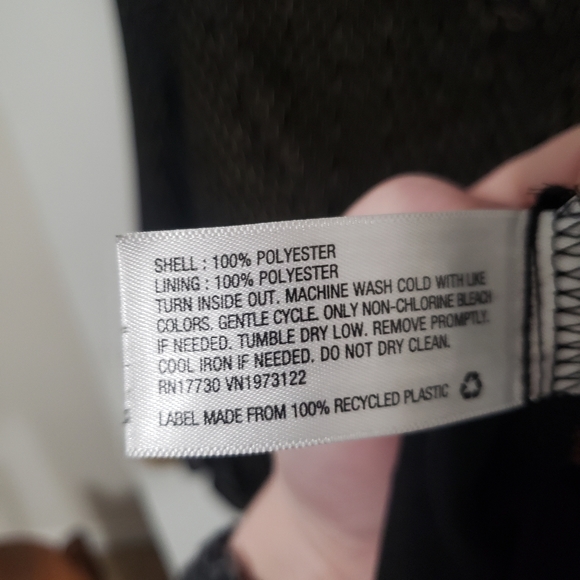 SHELL : 100% POLYESTER
LINING : 100% POLYESTER
TURN INSIDE OUT. MACHINE WASH COLD WITH LIKE
COLORS. GENTLE CYCLE. ONLY NON-CHLORINE BLEACH
IF NEEDED. TUMBLE DRY LOW. REMOVE PROMPTLY.
COOL IRON IF NEEDED. DO NOT DRY CLEAN.
RN17730 VN1973122
LABEL MADE FROM 100% RECYCLED PLASTIC